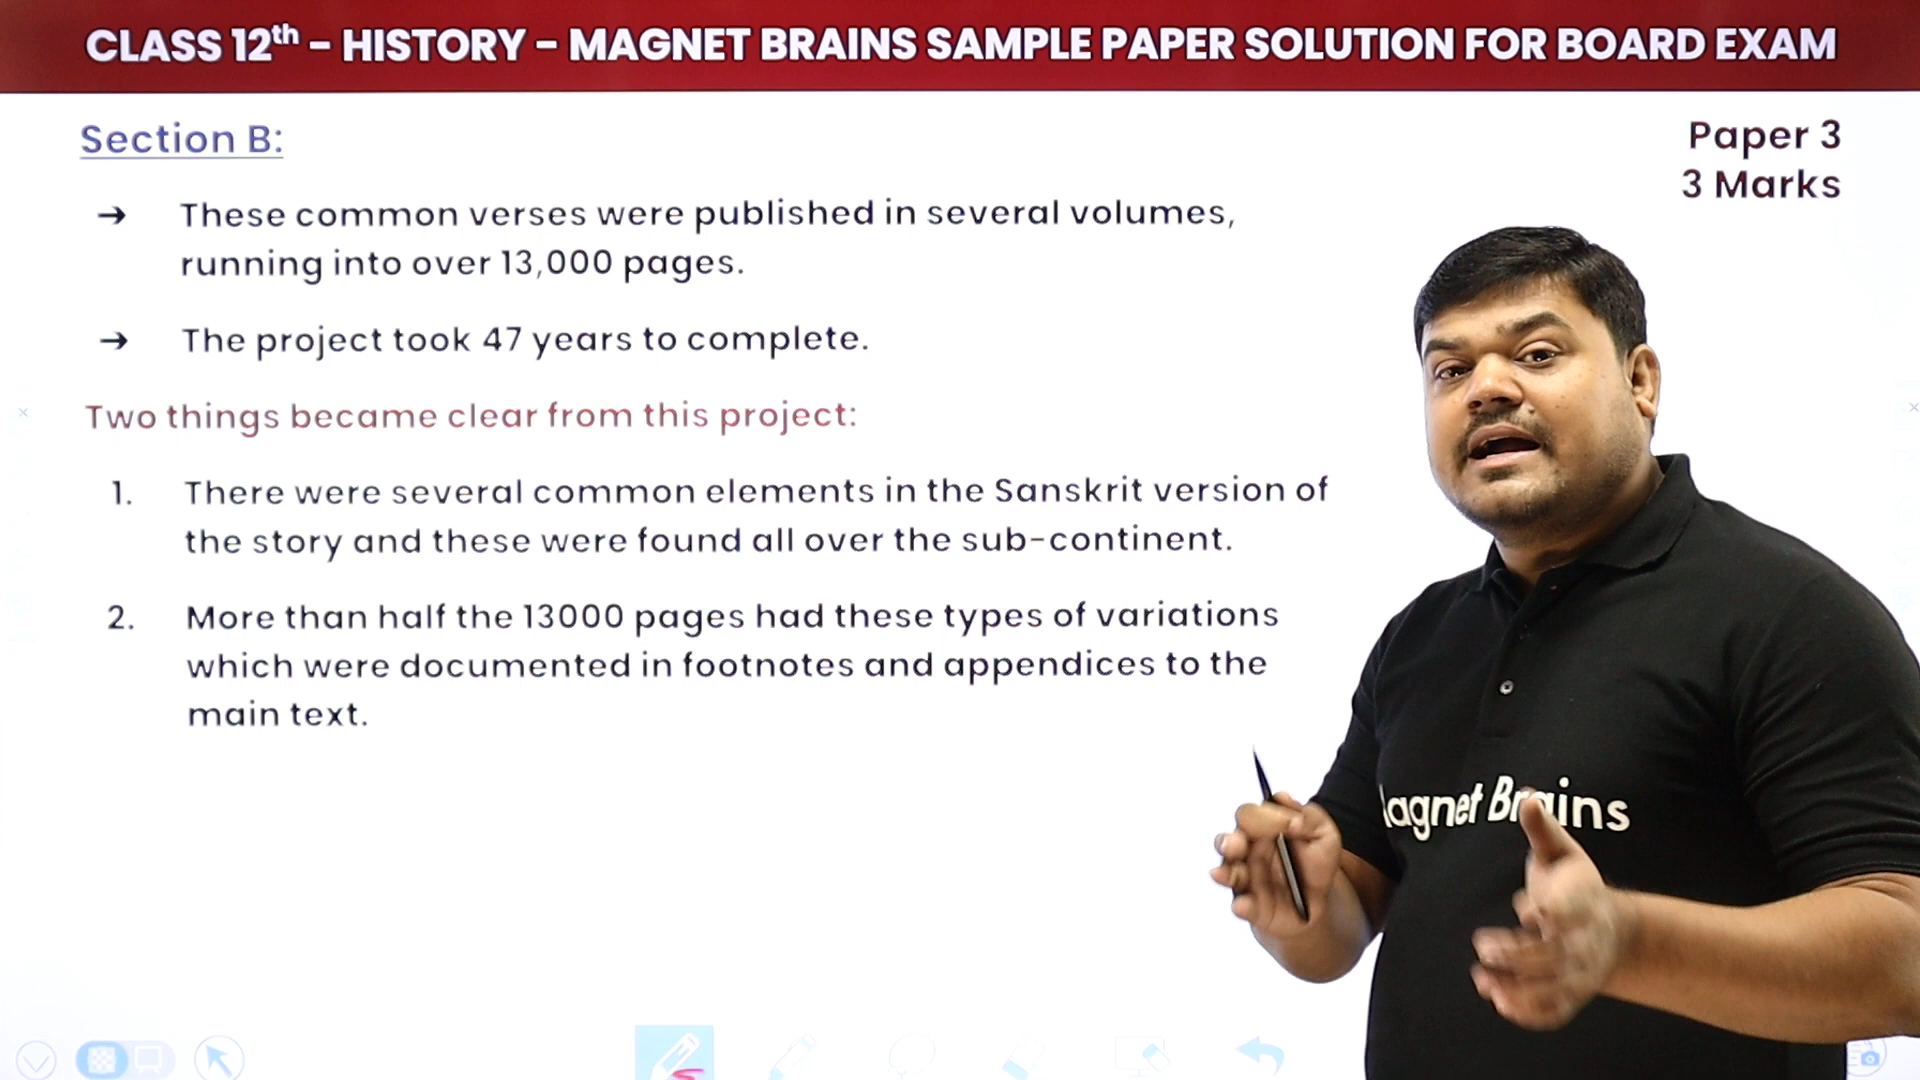 CLASS 12th - HISTORY - MAGNET BRAINS SAMPLE PAPER SOLUTION FOR BOARD EXAM
Section B:
Paper 3
3 Marks
→ These common verses were published in several volumes,
running into over 13,000 pages.
→ The project took 47 years to complete.
Two things became clear from this project:
1. There were several common elements in the Sanskrit version of
the story and these were found all over the sub-continent.
2. More than half the 13000 pages had these types of variations
which were documented in footnotes and appendices to the
main text.
agnet Brains